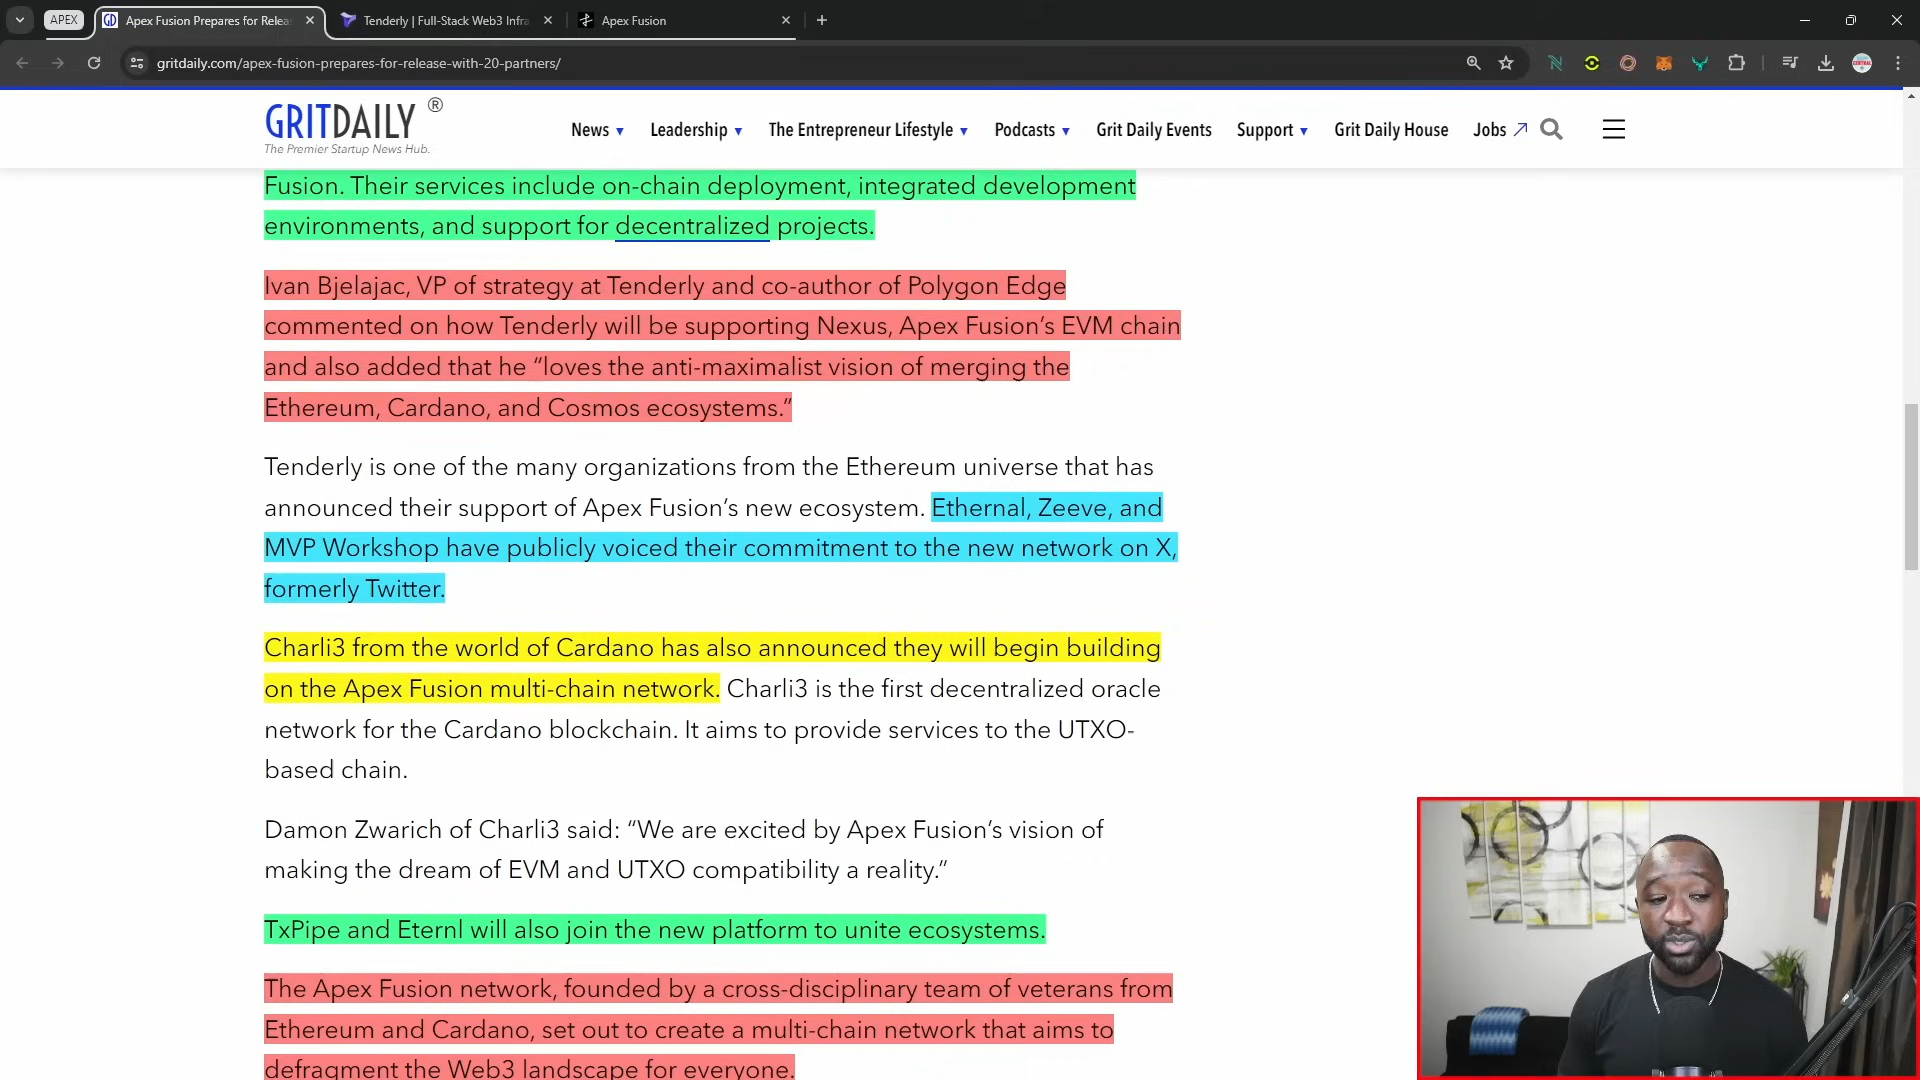 APEX
Apex Fusion Prepares for Relea
Tenderly | Full-Stack Web3 Infra
Apex Fusion
gritdaily.com/apex-fusion-prepares-for-release-with-20-partners/
GRITDAILY ®
The Premier Startup News Hub.
News ▼ Leadership ▼ The Entrepreneur Lifestyle ▼ Podcasts ▼ Grit Daily Events Support ▼ Grit Daily House Jobs
Fusion. Their services include on-chain deployment, integrated development
environments, and support for decentralized projects.
Ivan Bjelajac, VP of strategy at Tenderly and co-author of Polygon Edge
commented on how Tenderly will be supporting Nexus, Apex Fusion’s EVM chain
and also added that he “loves the anti-maximalist vision of merging the
Ethereum, Cardano, and Cosmos ecosystems.”
Tenderly is one of the many organizations from the Ethereum universe that has
announced their support of Apex Fusion’s new ecosystem. Ethernal, Zeeve, and
MVP Workshop have publicly voiced their commitment to the new network on X,
formerly Twitter.
Charli3 from the world of Cardano has also announced they will begin building
on the Apex Fusion multi-chain network. Charli3 is the first decentralized oracle
network for the Cardano blockchain. It aims to provide services to the UTXO-
based chain.
Damon Zwarich of Charli3 said: “We are excited by Apex Fusion’s vision of
making the dream of EVM and UTXO compatibility a reality.”
TxPipe and Eternl will also join the new platform to unite ecosystems.
The Apex Fusion network, founded by a cross-disciplinary team of veterans from
Ethereum and Cardano, set out to create a multi-chain network that aims to
defragment the Web3 landscape for everyone.